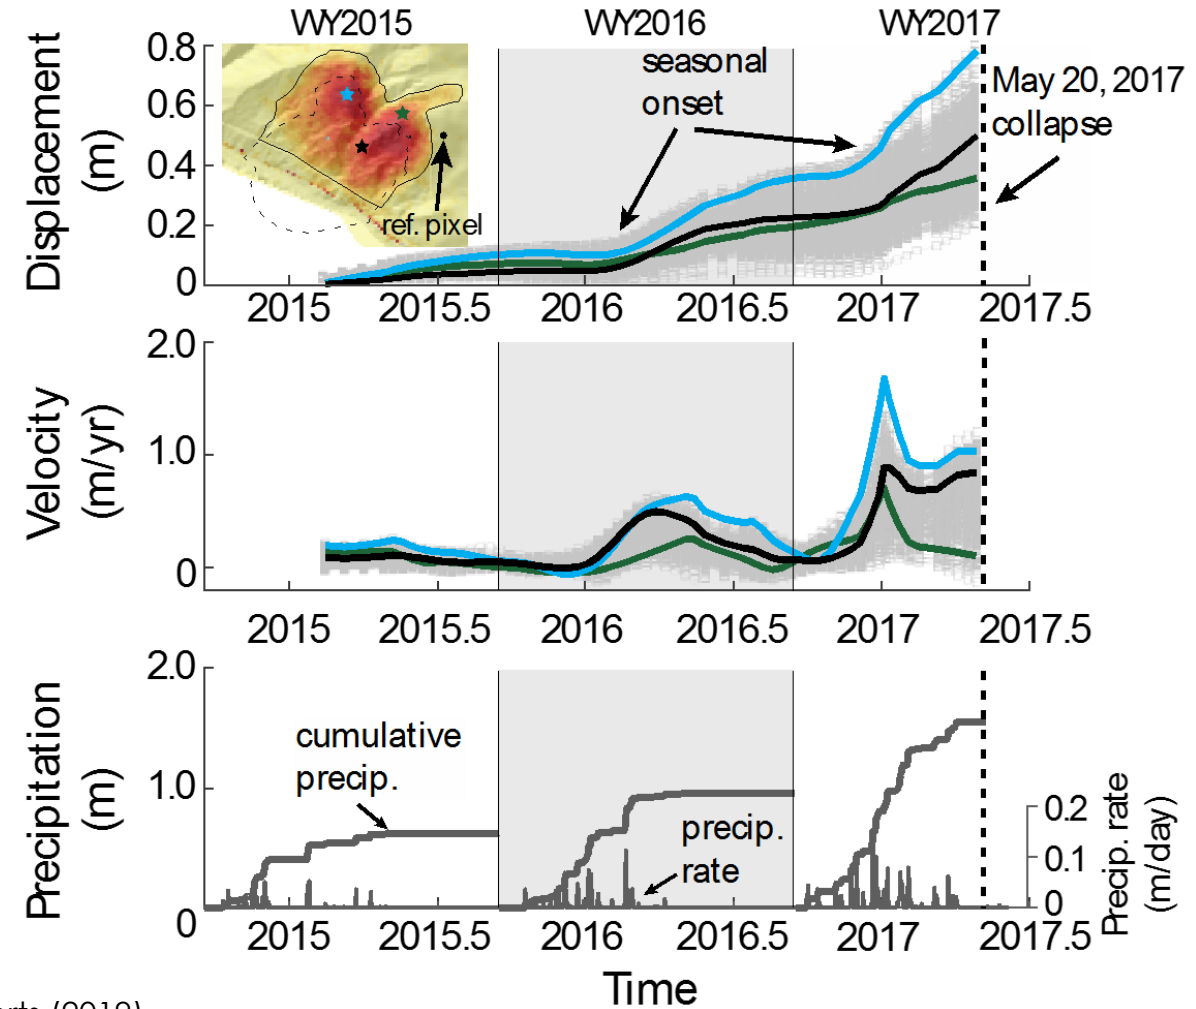 WY2015
WY2016
WY2017
Displacement
(m)
0.8
0.6
0.4
0.2
0
seasonal
onset
May 20, 2017
collapse
ref. pixel
2015
2015.5
2016
2016.5
2017
2017.5
Velocity
(m/yr)
2.0
1.0
0
2015
2015.5
2016
2016.5
2017
2017.5
Precipitation
(m)
2.0
1.0
0
cumulative
precip.
precip.
rate
0.2
0.1
0
Precip. rate
(m/day)
2015
2015.5
2016
2016.5
2017
2017.5
Time